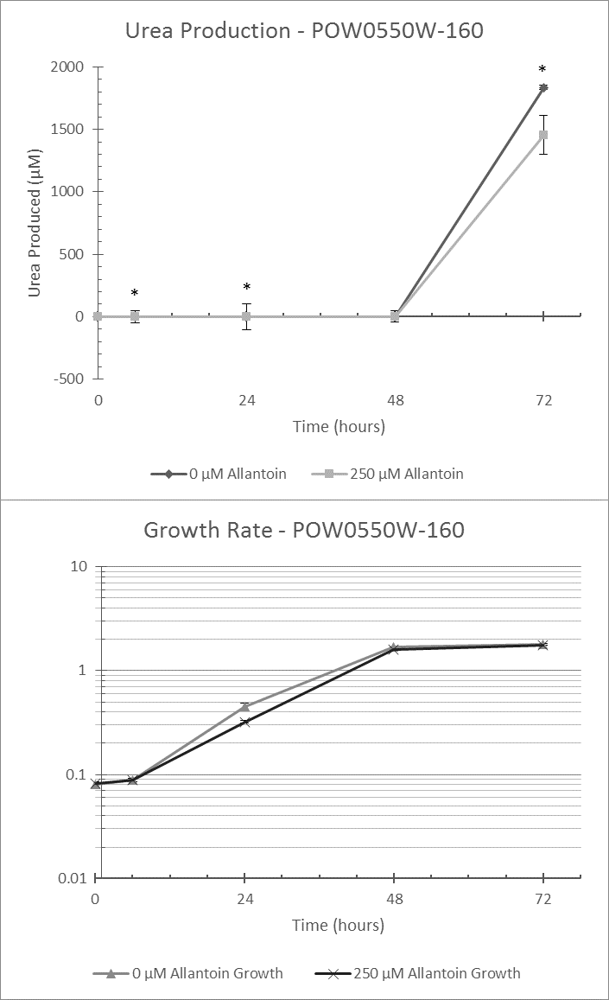 Urea Production - POW0550W-160
2000
1500
1000
500
0
-500
Urea Produced (µM)
*
*
*
0
24
48
72
Time (hours)
0 µM Allantoin
250 µM Allantoin
Growth Rate - POW0550W-160
10
1
0.1
0.01
0
24
48
72
Time (hours)
0 µM Allantoin Growth
250 µM Allantoin Growth